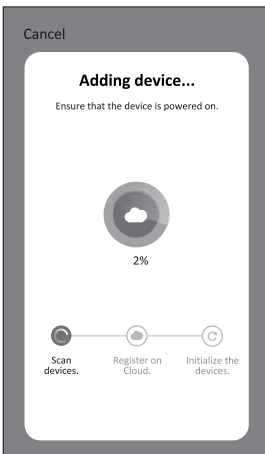 Cancel
Adding device...
Ensure that the device is powered on.
2%
Scan
devices.
Register on
Cloud.
Initialize the
devices.